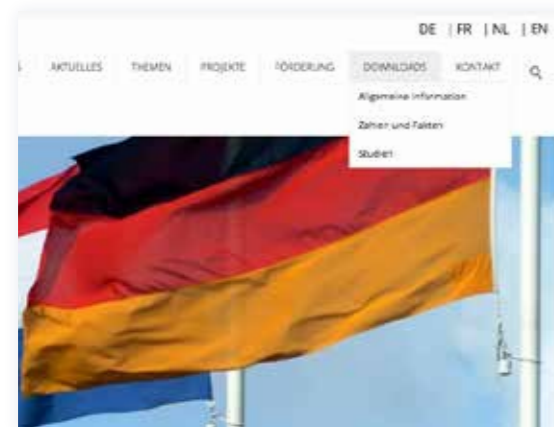 DE | FR | NL | EN
AKTUELLES THEMEN PROJEKTE FÖRDERUNG DOWNLOADS KONTAKT
Allgemeine Information
Zahlen und Fakten
Studien